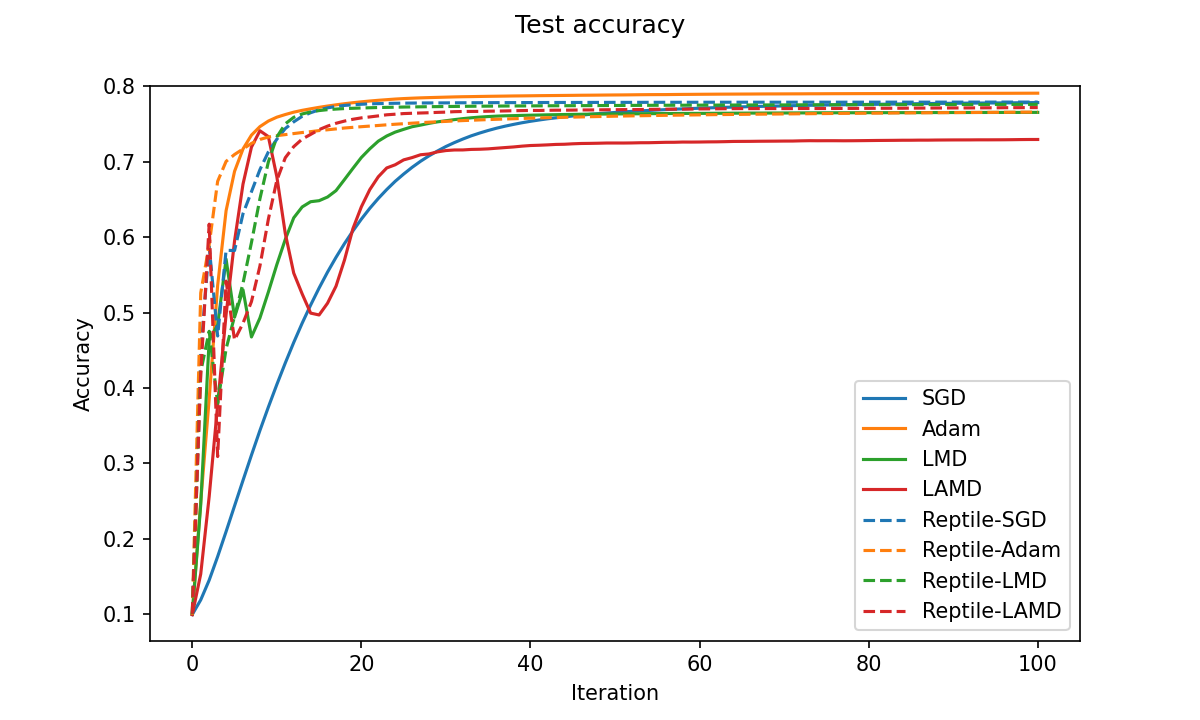 Test accuracy
0.8
0.7
0.6
0.5
0.4
0.3
0.2
0.1
Accuracy
SGD
Adam
LMD
LAMD
Reptile-SGD
Reptile-Adam
Reptile-LMD
Reptile-LAMD
0 20 40 60 80 100
Iteration